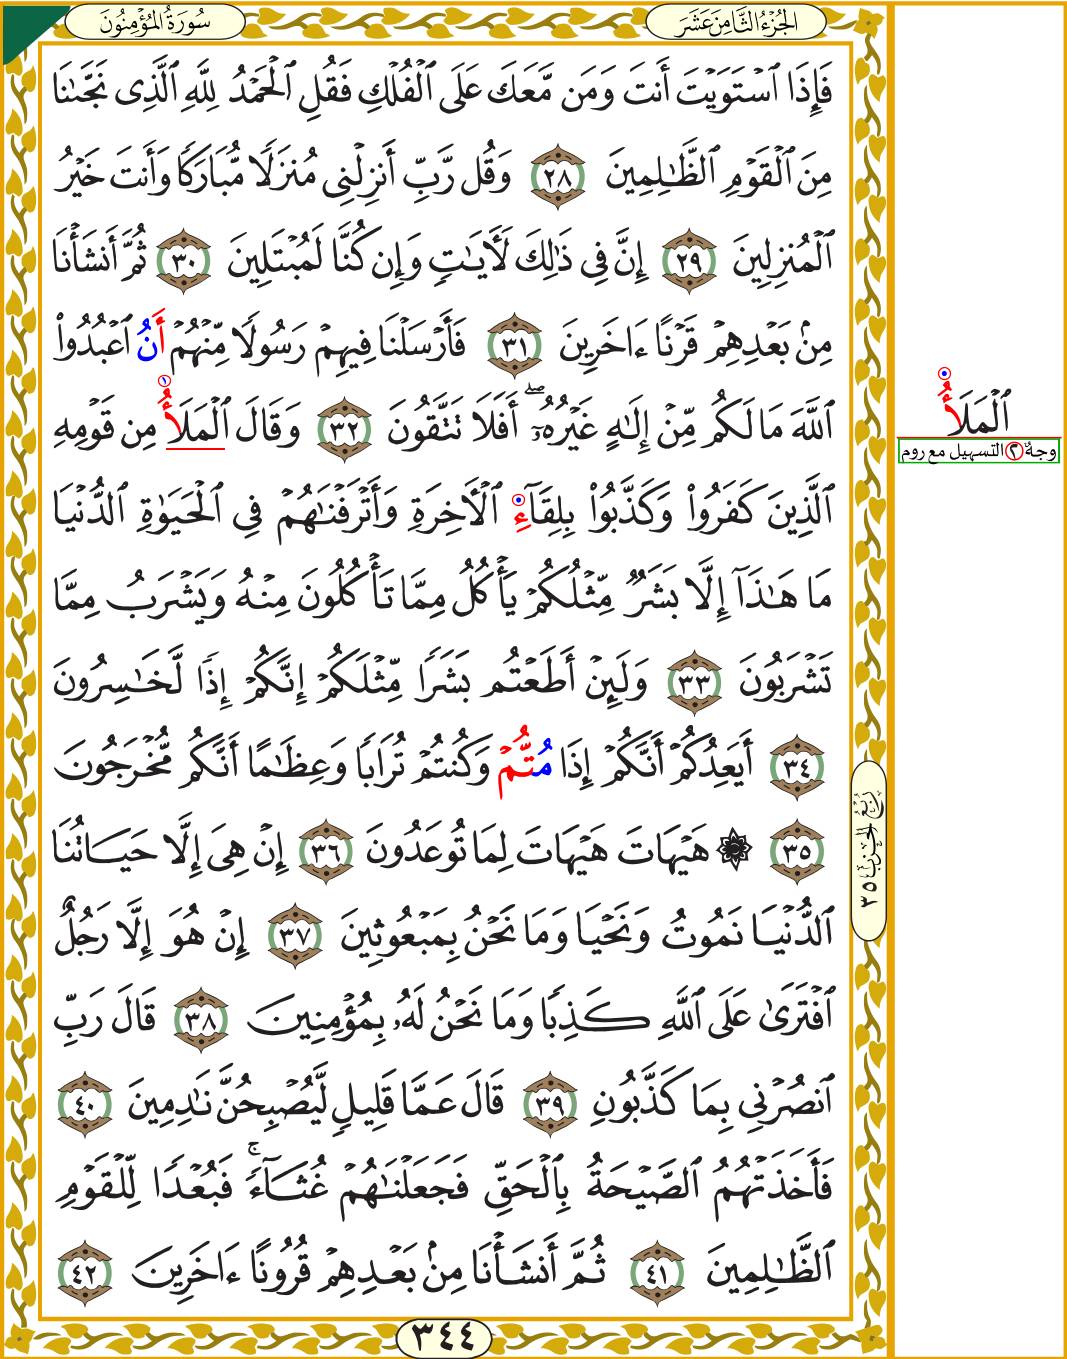 سُورَةُ الْمُؤْمِنُونَ
الجُزْءُ الثَّامِنَ عَشَرَ
فَإِذَا ٱسْتَوَيْتَ أَنتَ وَمَن مَّعَكَ عَلَى ٱلْفُلْكِ فَقُلِ ٱلْحَمْدُ لِلَّهِ ٱلَّذِى نَجَّىٰنَا
مِنَ ٱلْقَوْمِ ٱلظَّـٰلِمِينَ ٢٨ وَقُل رَّبِّ أَنزِلْنِى مُنزَلًا مُّبَارَكًا وَأَنتَ خَيْرُ
ٱلْمُنزِلِينَ ٢٩ إِنَّ فِى ذَٰلِكَ لَـَٔايَـٰتٍ وَإِن كُنَّا لَمُبْتَلِينَ ٣٠ ثُمَّ أَنشَأْنَا
مِنۢ بَعْدِهِمْ قَرْنًا ءَاخَرِينَ ٣١ فَأَرْسَلْنَا فِيهِمْ رَسُولًا مِّنْهُمْ أَنُ ٱعْبُدُوا۟
ٱللَّهَ مَا لَكُم مِّنْ إِلَـٰهٍ غَيْرُهُۥٓ ۖ أَفَلَا تَتَّقُونَ ٣٢ وَقَالَ ٱلْمَلَأُ ١ مِن قَوْمِهِ
ٱلَّذِينَ كَفَرُوا۟ وَكَذَّبُوا۟ بِلِقَآءِ ٱلْـَٔاخِرَةِ وَأَتْرَفْنَـٰهُمْ فِى ٱلْحَيَوٰةِ ٱلدُّنْيَا
مَا هَـٰذَآ إِلَّا بَشَرٌ مِّثْلُكُمْ يَأْكُلُ مِمَّا تَأْكُلُونَ مِنْهُ وَيَشْرَبُ مِمَّا
تَشْرَبُونَ ٣٣ وَلَئِنْ أَطَعْتُم بَشَرًا مِّثْلَكُمْ إِنَّكُمْ إِذًا لَّخَـٰسِرُونَ
٣٤ أَيَعِدُكُمْ أَنَّكُمْ إِذَا مُتُّمْ وَكُنتُمْ تُرَابًا وَعِظَـٰمًا أَنَّكُم مُّخْرَجُونَ
٣٥ ۞ هَيْهَاتَ هَيْهَاتَ لِمَا تُوعَدُونَ ٣٦ إِنْ هِىَ إِلَّا حَيَاتُنَا
ٱلدُّنْيَا نَمُوتُ وَنَحْيَا وَمَا نَحْنُ بِمَبْعُوثِينَ ٣٧ إِنْ هُوَ إِلَّا رَجُلٌ
ٱفْتَرَىٰ عَلَى ٱللَّهِ كَذِبًا وَمَا نَحْنُ لَهُۥ بِمُؤْمِنِينَ ٣٨ قَالَ رَبِّ
ٱنصُرْنِى بِمَا كَذَّبُونِ ٣٩ قَالَ عَمَّا قَلِيلٍ لَّيُصْبِحُنَّ نَـٰدِمِينَ ٤٠
فَأَخَذَتْهُمُ ٱلصَّيْحَةُ بِٱلْحَقِّ فَجَعَلْنَـٰهُمْ غُثَآءً ۚ فَبُعْدًا لِّلْقَوْمِ
ٱلظَّـٰلِمِينَ ٤١ ثُمَّ أَنشَأْنَا مِنۢ بَعْدِهِمْ قُرُونًا ءَاخَرِينَ ٤٢
ٱلْمَلَأُ
وجهٌ ٢ التسهيل مع روم
رُبْعُ الحِزْبِ ٣٥
٣٤٤